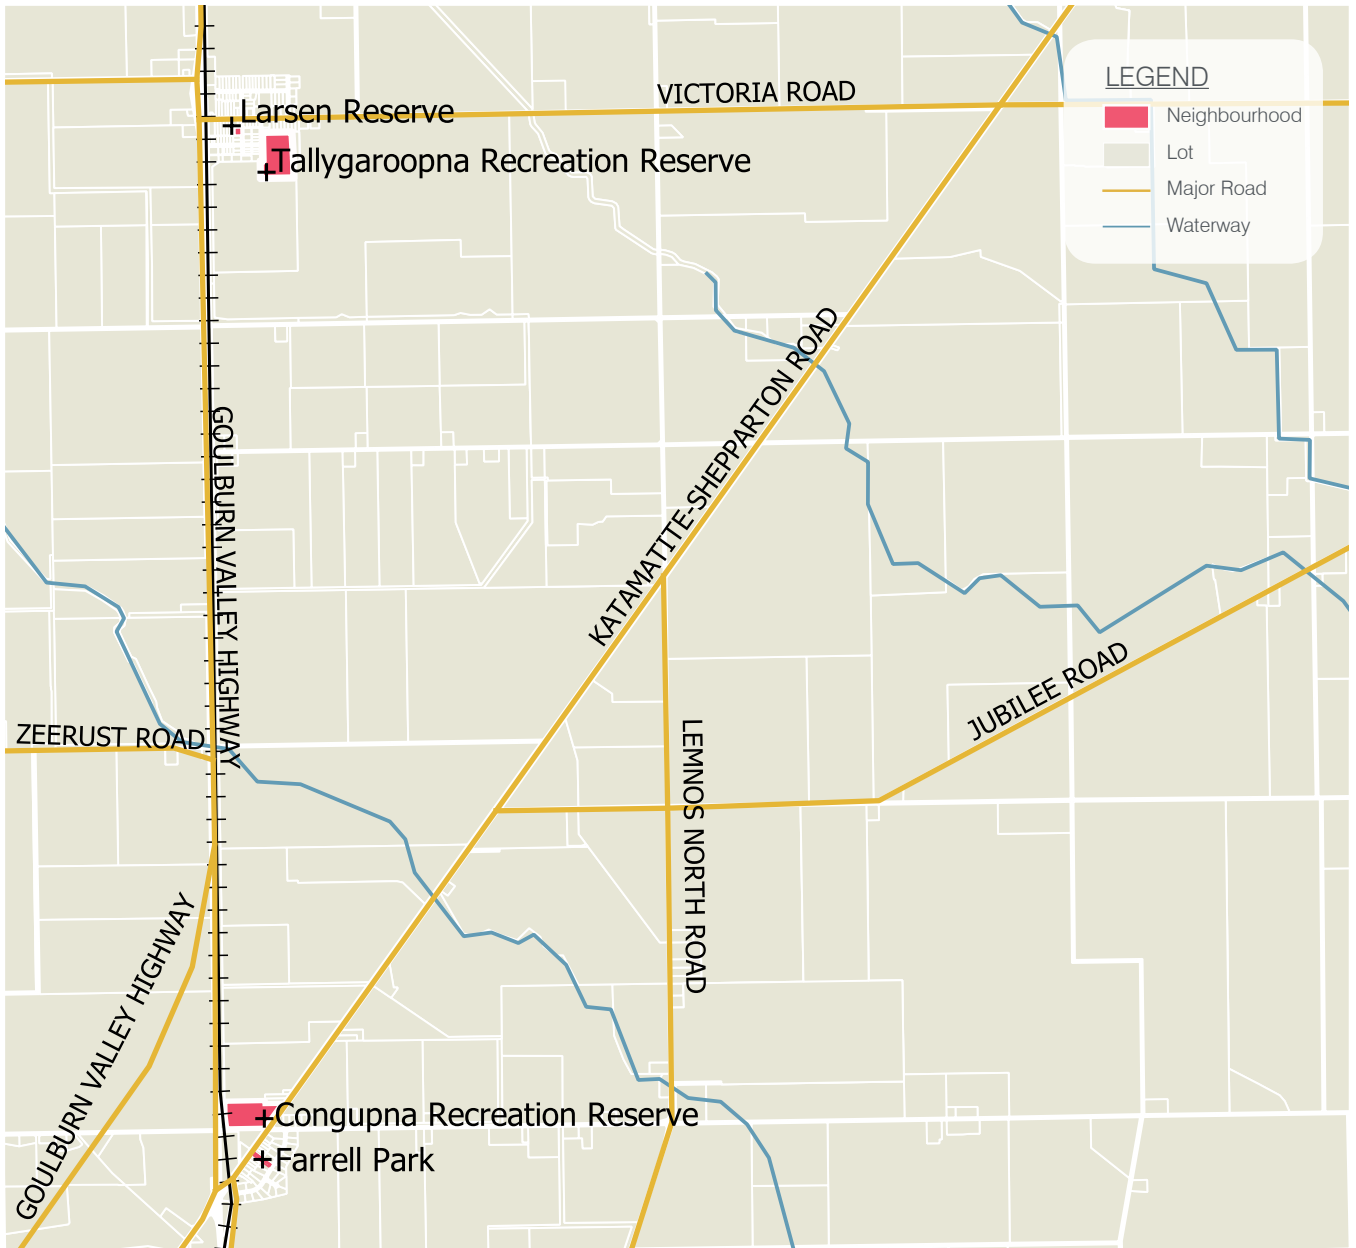 LEGEND
VICTORIA ROAD
Neighbourhood
Larsen Reserve
Lot
Tallygaroopna Recreation Reserve
Major Road
Waterway
KATAMATITE-SHEPPARTON ROAD
GOULBURN VALLEY HIGHWAY
JUBILEE ROAD
ZEERUST ROAD
LEMNOS NORTH ROAD
GOULBURN VALLEY HIGHWAY
Congupna Recreation Reserve
Farrell Park